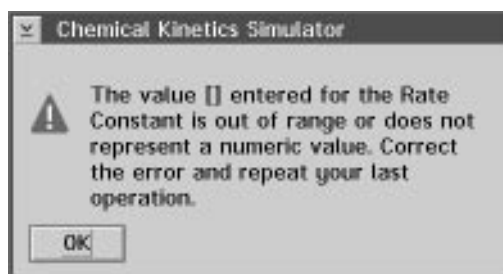 Chemical Kinetics Simulator
The value [] entered for the Rate
Constant is out of range or does not
represent a numeric value. Correct
the error and repeat your last
operation.
OK